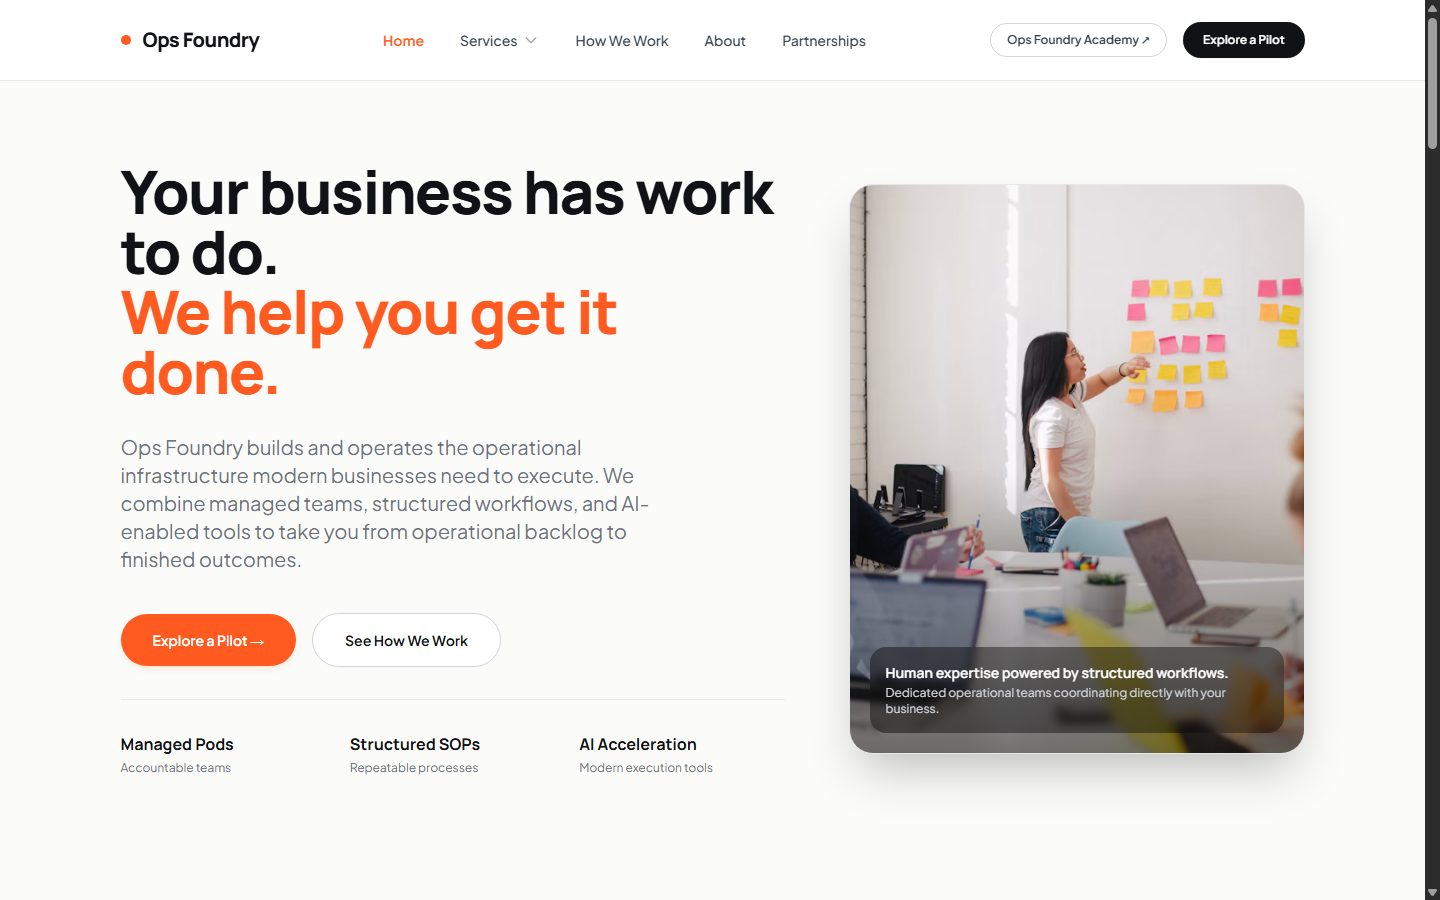 Ops Foundry
Home
Services
How We Work
About
Partnerships
Ops Foundry Academy ↗
Explore a Pilot
Your business has work
to do.
We help you get it
done.
Ops Foundry builds and operates the operational
infrastructure modern businesses need to execute. We
combine managed teams, structured workflows, and AI-
enabled tools to take you from operational backlog to
finished outcomes.
Explore a Pilot →
See How We Work
Managed Pods
Accountable teams
Structured SOPs
Repeatable processes
AI Acceleration
Modern execution tools
Human expertise powered by structured workflows.
Dedicated operational teams coordinating directly with your
business.